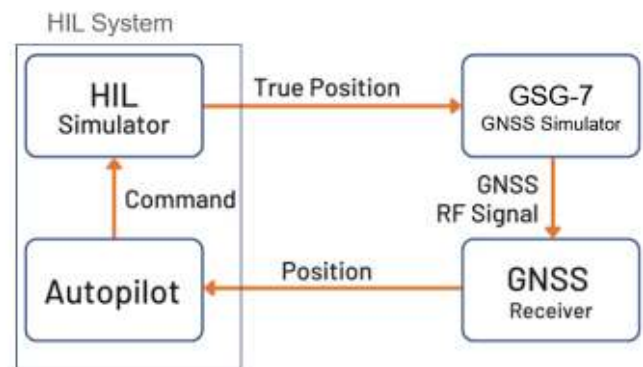 HIL System
HIL
Simulator
True Position
GSG-7
GNSS Simulator
Command
GNSS
RF Signal
Autopilot
Position
GNSS
Receiver